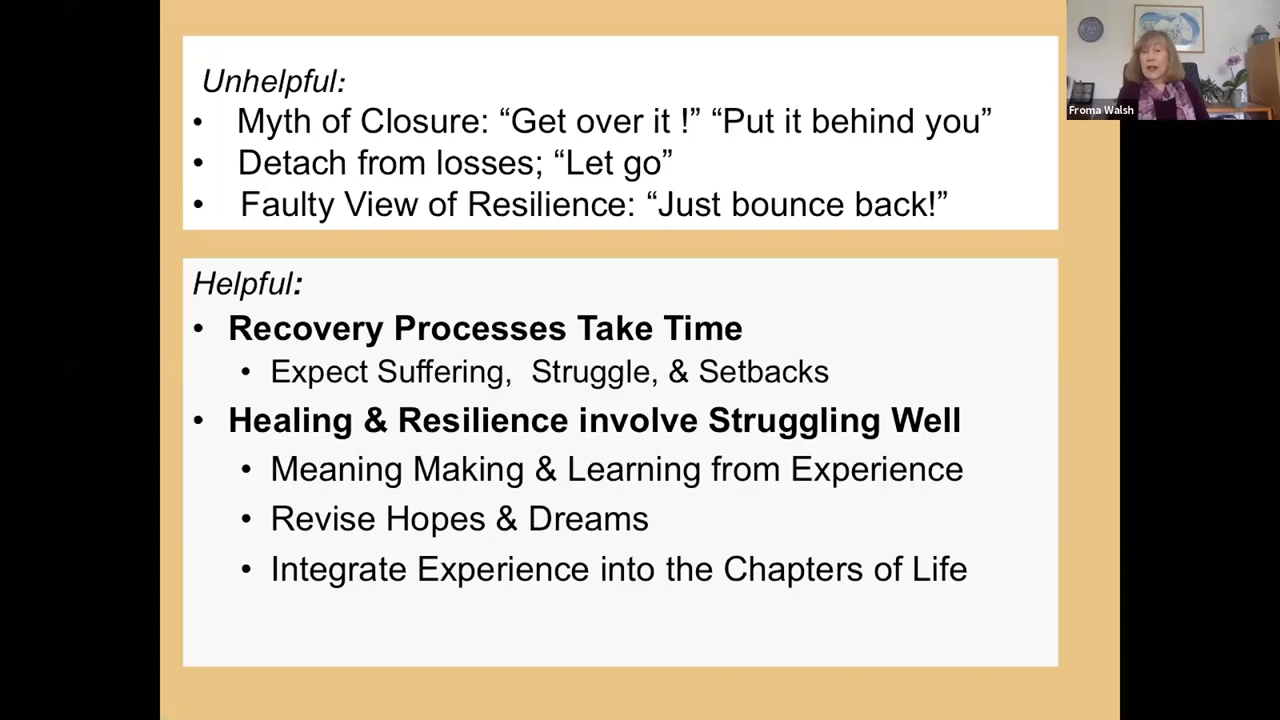 Unhelpful:
• Myth of Closure: “Get over it !” “Put it behind you”
• Detach from losses; “Let go”
• Faulty View of Resilience: “Just bounce back!”
Helpful:
• Recovery Processes Take Time
• Expect Suffering,  Struggle, & Setbacks
• Healing & Resilience involve Struggling Well
• Meaning Making & Learning from Experience
• Revise Hopes & Dreams
• Integrate Experience into the Chapters of Life
Froma Walsh